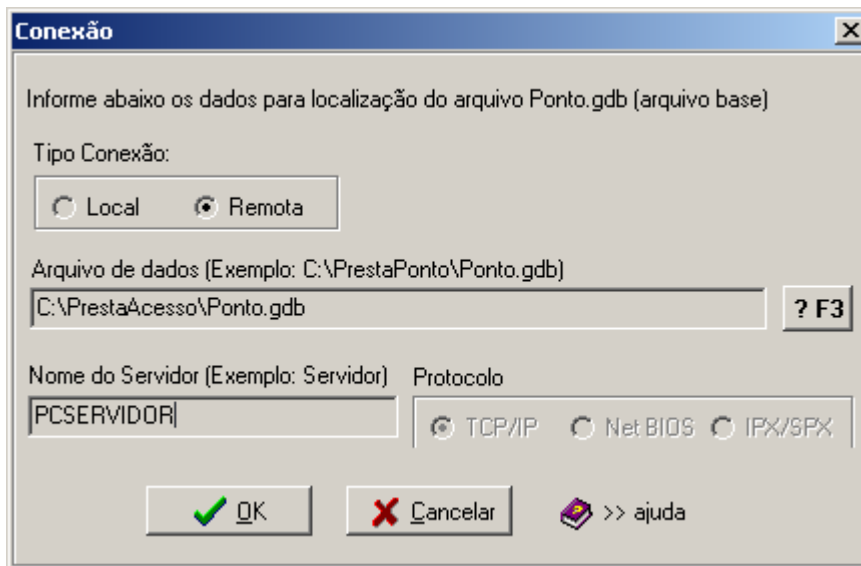 Conexão
Informe abaixo os dados para localização do arquivo Ponto.gdb (arquivo base)
Tipo Conexão:
Local Remota
Arquivo de dados (Exemplo: C:\PrestaPonto\Ponto.gdb)
C:\PrestaAcesso\Ponto.gdb ? F3
Nome do Servidor (Exemplo: Servidor) Protocolo
PCSERVIDOR TCP/IP Net BIOS IPX/SPX
OK Cancelar >> ajuda